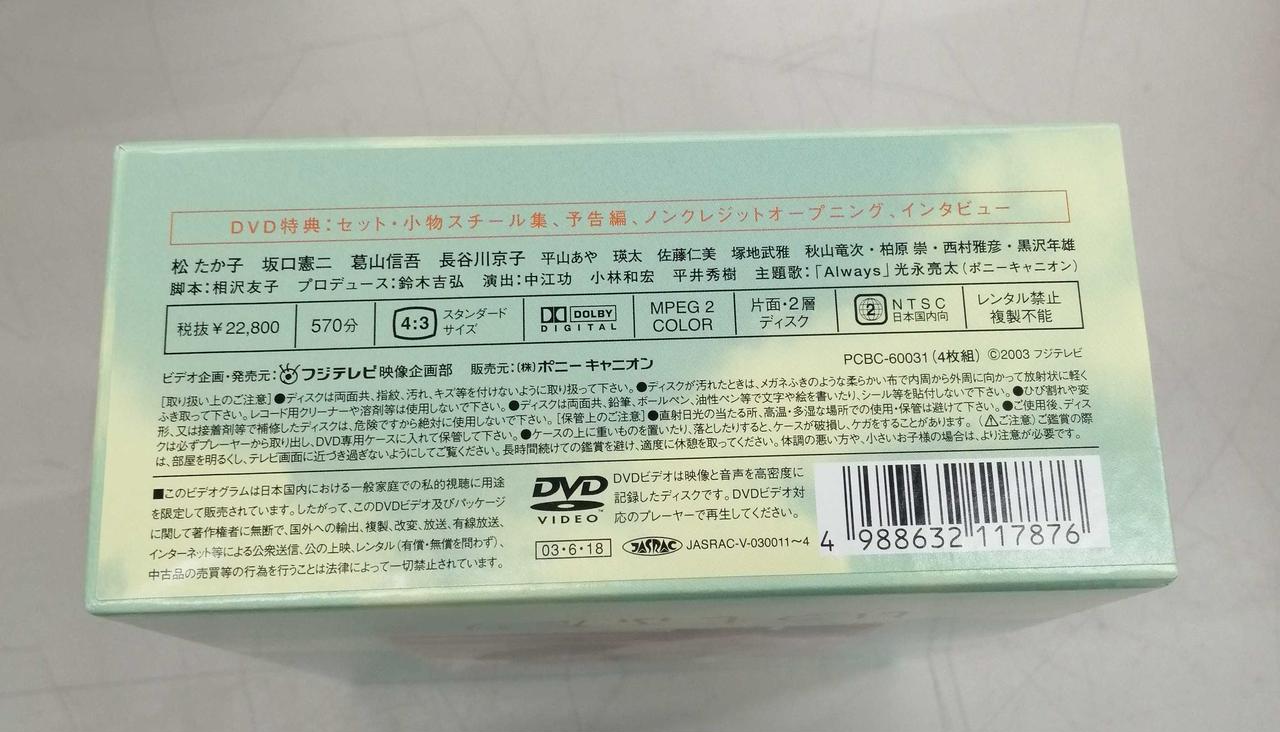 DVD特典：セット・小物スチール集、予告編、ノンクレジットオープニング、インタビュー
松 たか子 坂口憲二 葛山信吾 長谷川京子 平山あや 瑛太 佐藤仁美 塚地武雅 秋山竜次・柏原 崇・西村雅彦・黒沢年雄
脚本：相沢友子 プロデュース：鈴木吉弘 演出：中江功 小林和宏 平井秀樹 主題歌：「Always」光永亮太（ポニーキャニオン）
税抜￥22,800 570分 4:3 スタンダードサイズ DOLBY DIGITAL MPEG 2 COLOR 片面・2層ディスク 2 NTSC 日本国内向 レンタル禁止 複製不能
ビデオ企画・発売元：フジテレビ映像企画部 販売元：(株)ポニーキャニオン PCBC-60031（4枚組） ©2003 フジテレビ
［取り扱い上のご注意］●ディスクは両面共、指紋、汚れ、キズ等を付けないように取り扱って下さい。●ディスクが汚れたときは、メガネふきのような柔らかい布で内周から外周に向かって放射状に軽く
ふき取って下さい。レコード用クリーナーや溶剤等は使用しないで下さい。●ディスクは両面共、鉛筆、ボールペン、油性ペン等で文字や絵を書いたり、シール等を貼付しないで下さい。●ひび割れや変
形、又は接着剤等で補修したディスクは、危険ですから絶対に使用しないで下さい。［保管上のご注意］●直射日光の当たる所、高温・多湿な場所での使用・保管は避けて下さい。●ご使用後、ディス
クは必ずプレーヤーから取り出し、DVD専用ケースに入れて保管して下さい。●ケースの上に重いものを置いたり、落としたりすると、ケースが破損し、ケガをすることがあります。（⚠ご注意）ご鑑賞の際
は、部屋を明るくし、テレビ画面に近づき過ぎないようにしてご覧ください。長時間続けての鑑賞を避け、適度に休憩を取ってください。体調の悪い方や、小さいお子様の場合は、より注意が必要です。
■このビデオグラムは日本国内における一般家庭での私的視聴に用途
を限定して販売されています。したがって、このDVDビデオ及びパッケージ
に関して著作権者に無断で、国外への輸出、複製、改変、放送、有線放送、
インターネット等による公衆送信、公の上映、レンタル（有償・無償を問わず）、
中古品の売買等の行為を行うことは法律によって一切禁止されています。
DVD VIDEO™
DVDビデオは映像と音声を高密度に
記録したディスクです。DVDビデオ対
応のプレーヤーで再生してください。
03・6・18 JASRAC JASRAC-V-030011～4
4 988632 117876